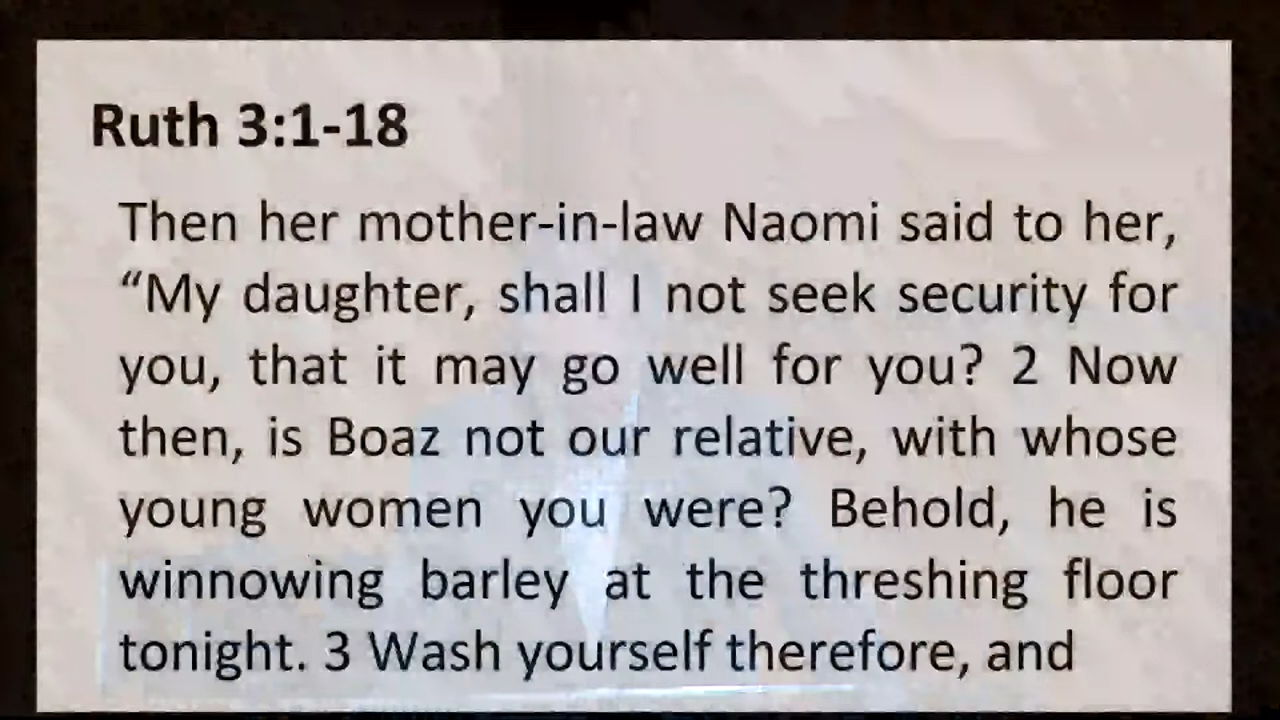 Ruth 3:1-18
Then her mother-in-law Naomi said to her,
“My daughter, shall I not seek security for
you, that it may go well for you? 2 Now
then, is Boaz not our relative, with whose
young women you were? Behold, he is
winnowing barley at the threshing floor
tonight. 3 Wash yourself therefore, and